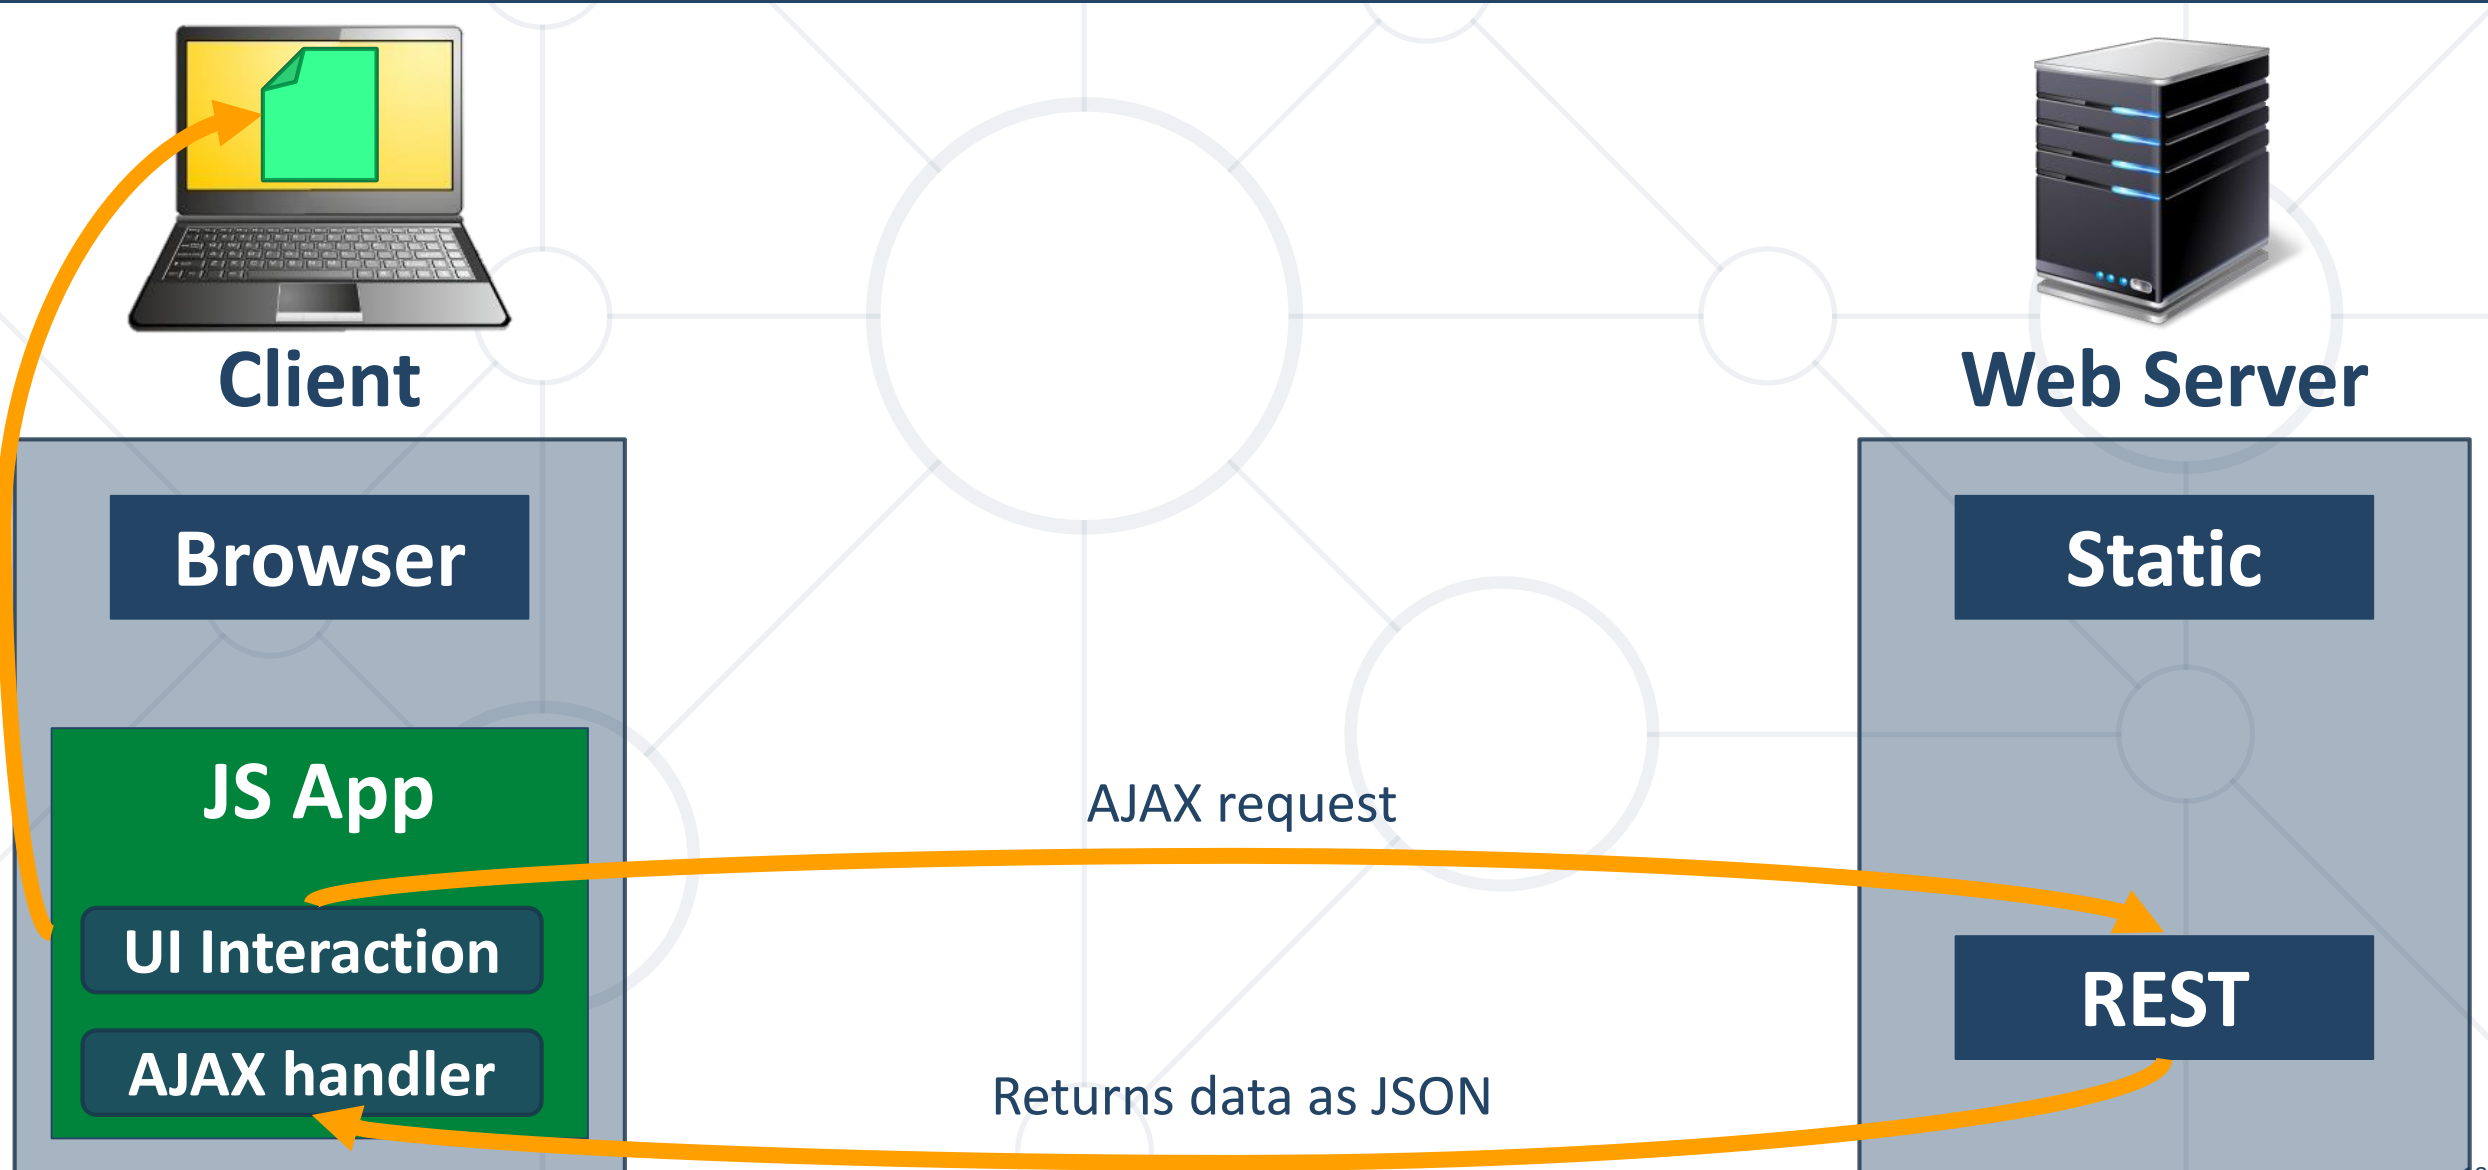 Client
Web Server
Browser
Static
JS App
AJAX request
UI Interaction
REST
AJAX handler
Returns data as JSON